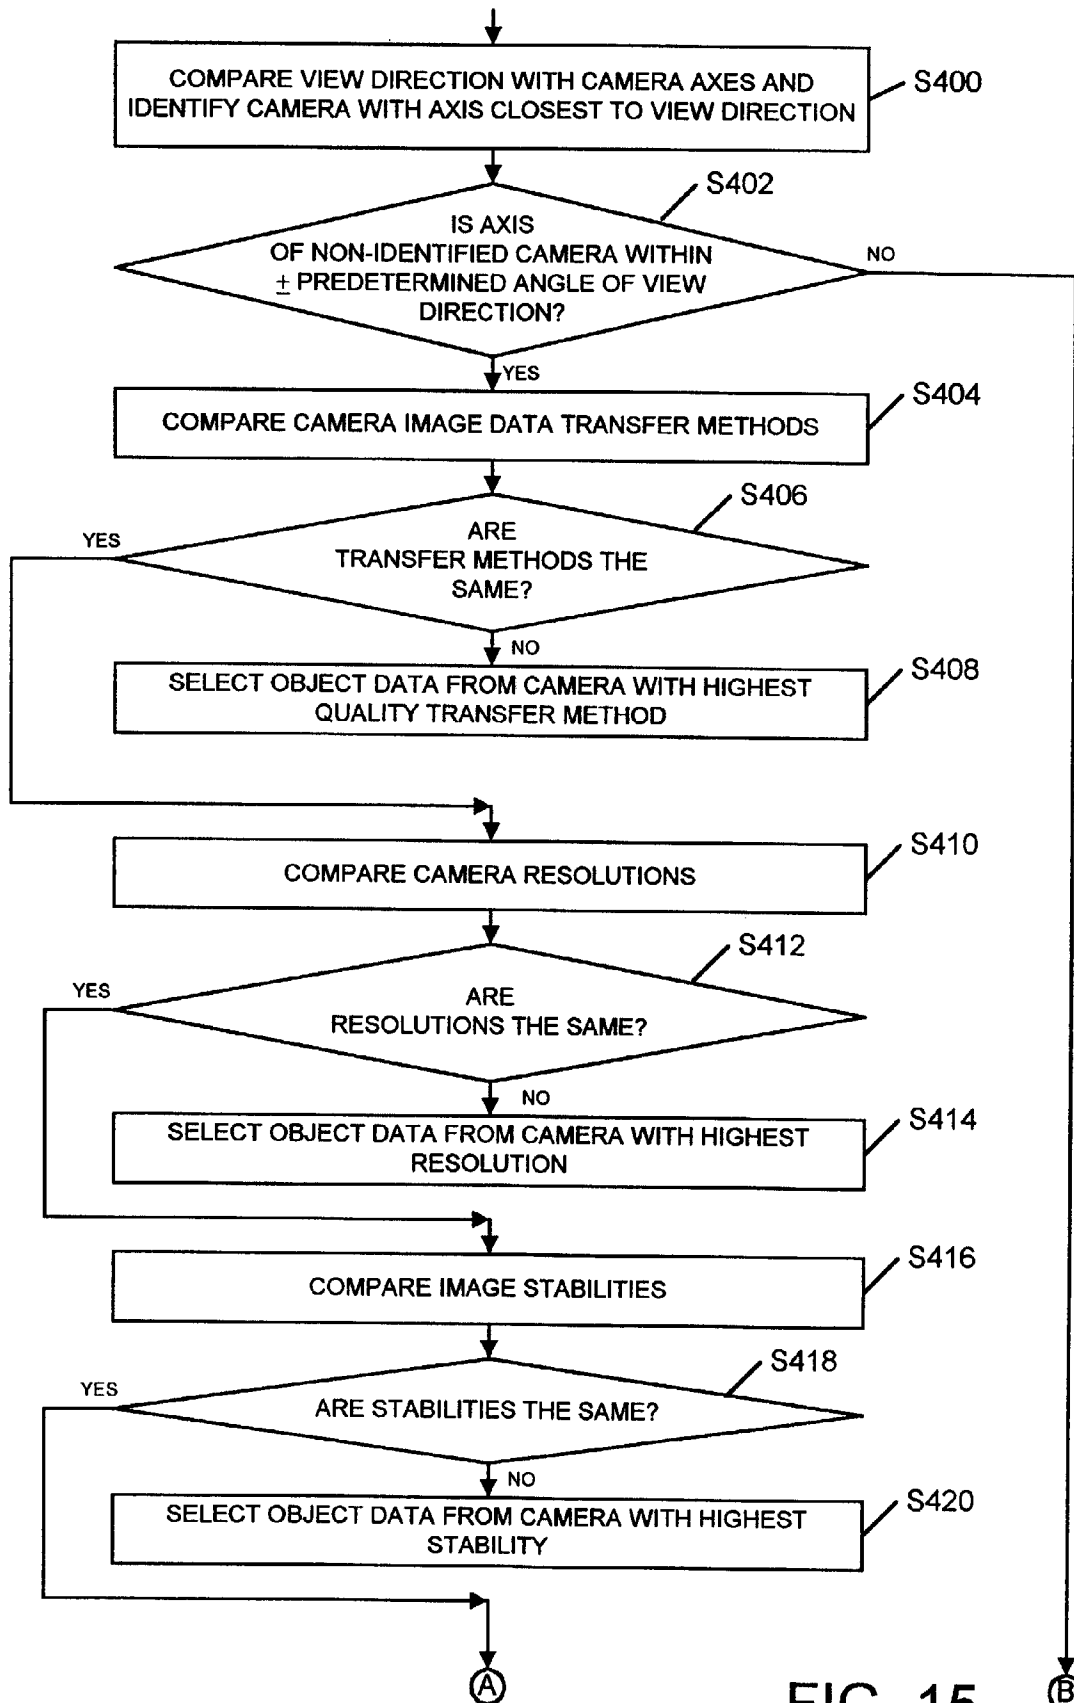 COMPARE VIEW DIRECTION WITH CAMERA AXES AND
IDENTIFY CAMERA WITH AXIS CLOSEST TO VIEW DIRECTION
S400
S402
IS AXIS
OF NON-IDENTIFIED CAMERA WITHIN
± PREDETERMINED ANGLE OF VIEW
DIRECTION?
NO
YES
S404
COMPARE CAMERA IMAGE DATA TRANSFER METHODS
S406
YES
ARE
TRANSFER METHODS THE
SAME?
NO
S408
SELECT OBJECT DATA FROM CAMERA WITH HIGHEST
QUALITY TRANSFER METHOD
S410
COMPARE CAMERA RESOLUTIONS
S412
YES
ARE
RESOLUTIONS THE SAME?
NO
S414
SELECT OBJECT DATA FROM CAMERA WITH HIGHEST
RESOLUTION
S416
COMPARE IMAGE STABILITIES
S418
YES
ARE STABILITIES THE SAME?
NO
S420
SELECT OBJECT DATA FROM CAMERA WITH HIGHEST
STABILITY
A
FIG. 15
B